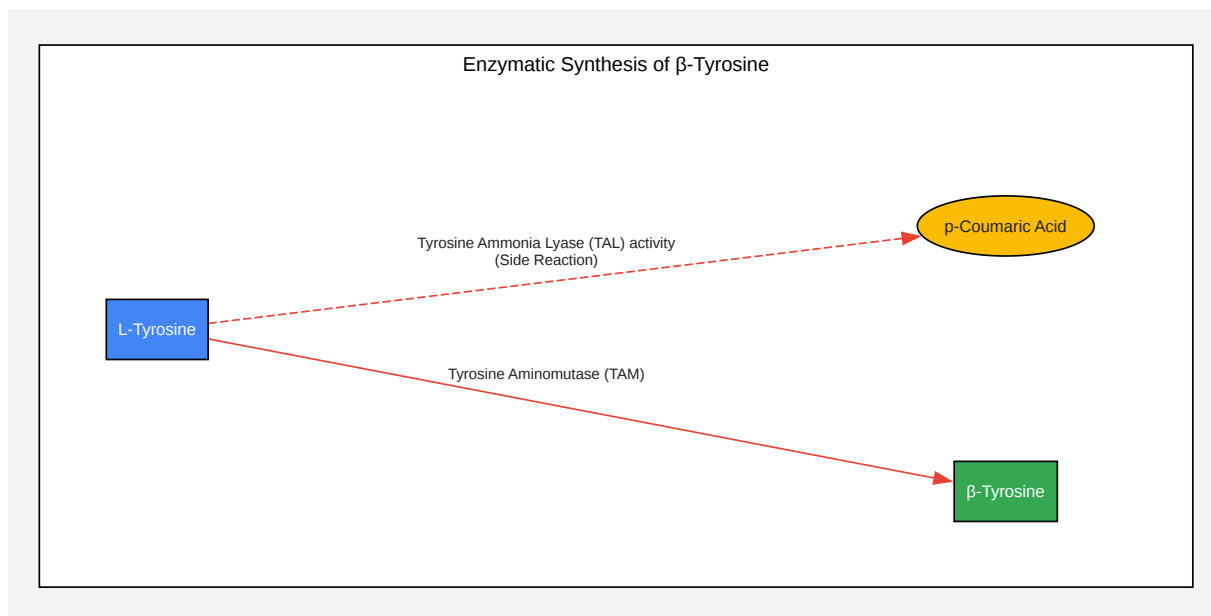 Enzymatic Synthesis of β-Tyrosine
p-Coumaric Acid
Tyrosine Ammonia Lyase (TAL) activity
(Side Reaction)
L-Tyrosine
Tyrosine Aminomutase (TAM)
β-Tyrosine